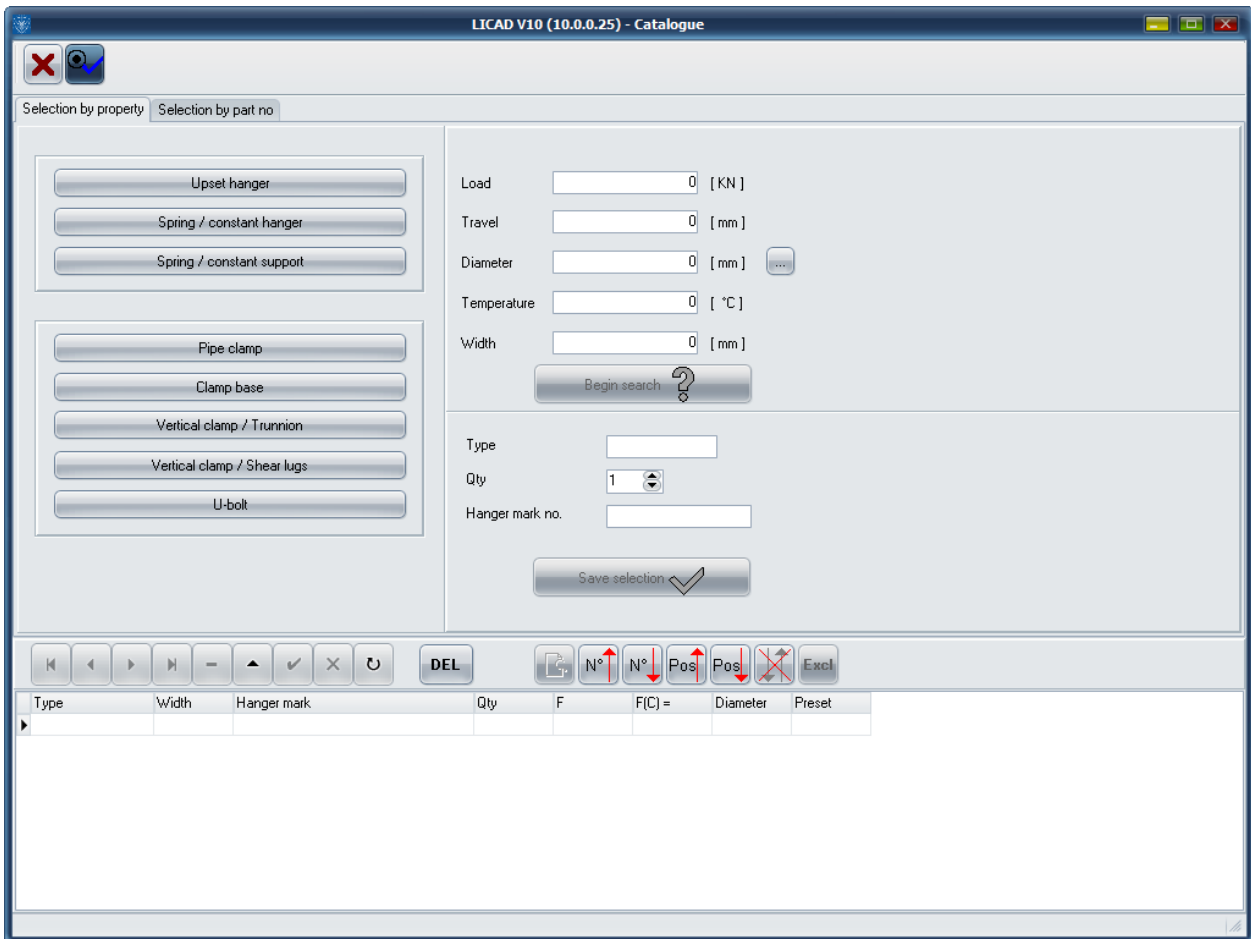 LICAD V10 (10.0.0.25) - Catalogue
Selection by property
Selection by part no
Upset hanger
Spring / constant hanger
Spring / constant support
Pipe clamp
Clamp base
Vertical clamp / Trunnion
Vertical clamp / Shear lugs
U-bolt
Load 0 [ KN ]
Travel 0 [ mm ]
Diameter 0 [ mm ] ...
Temperature 0 [ °C ]
Width 0 [ mm ]
Begin search ?
Type
Qty 1
Hanger mark no.
Save selection
DEL N° N° Pos Pos Excl
Type Width Hanger mark Qty F F(C) = Diameter Preset